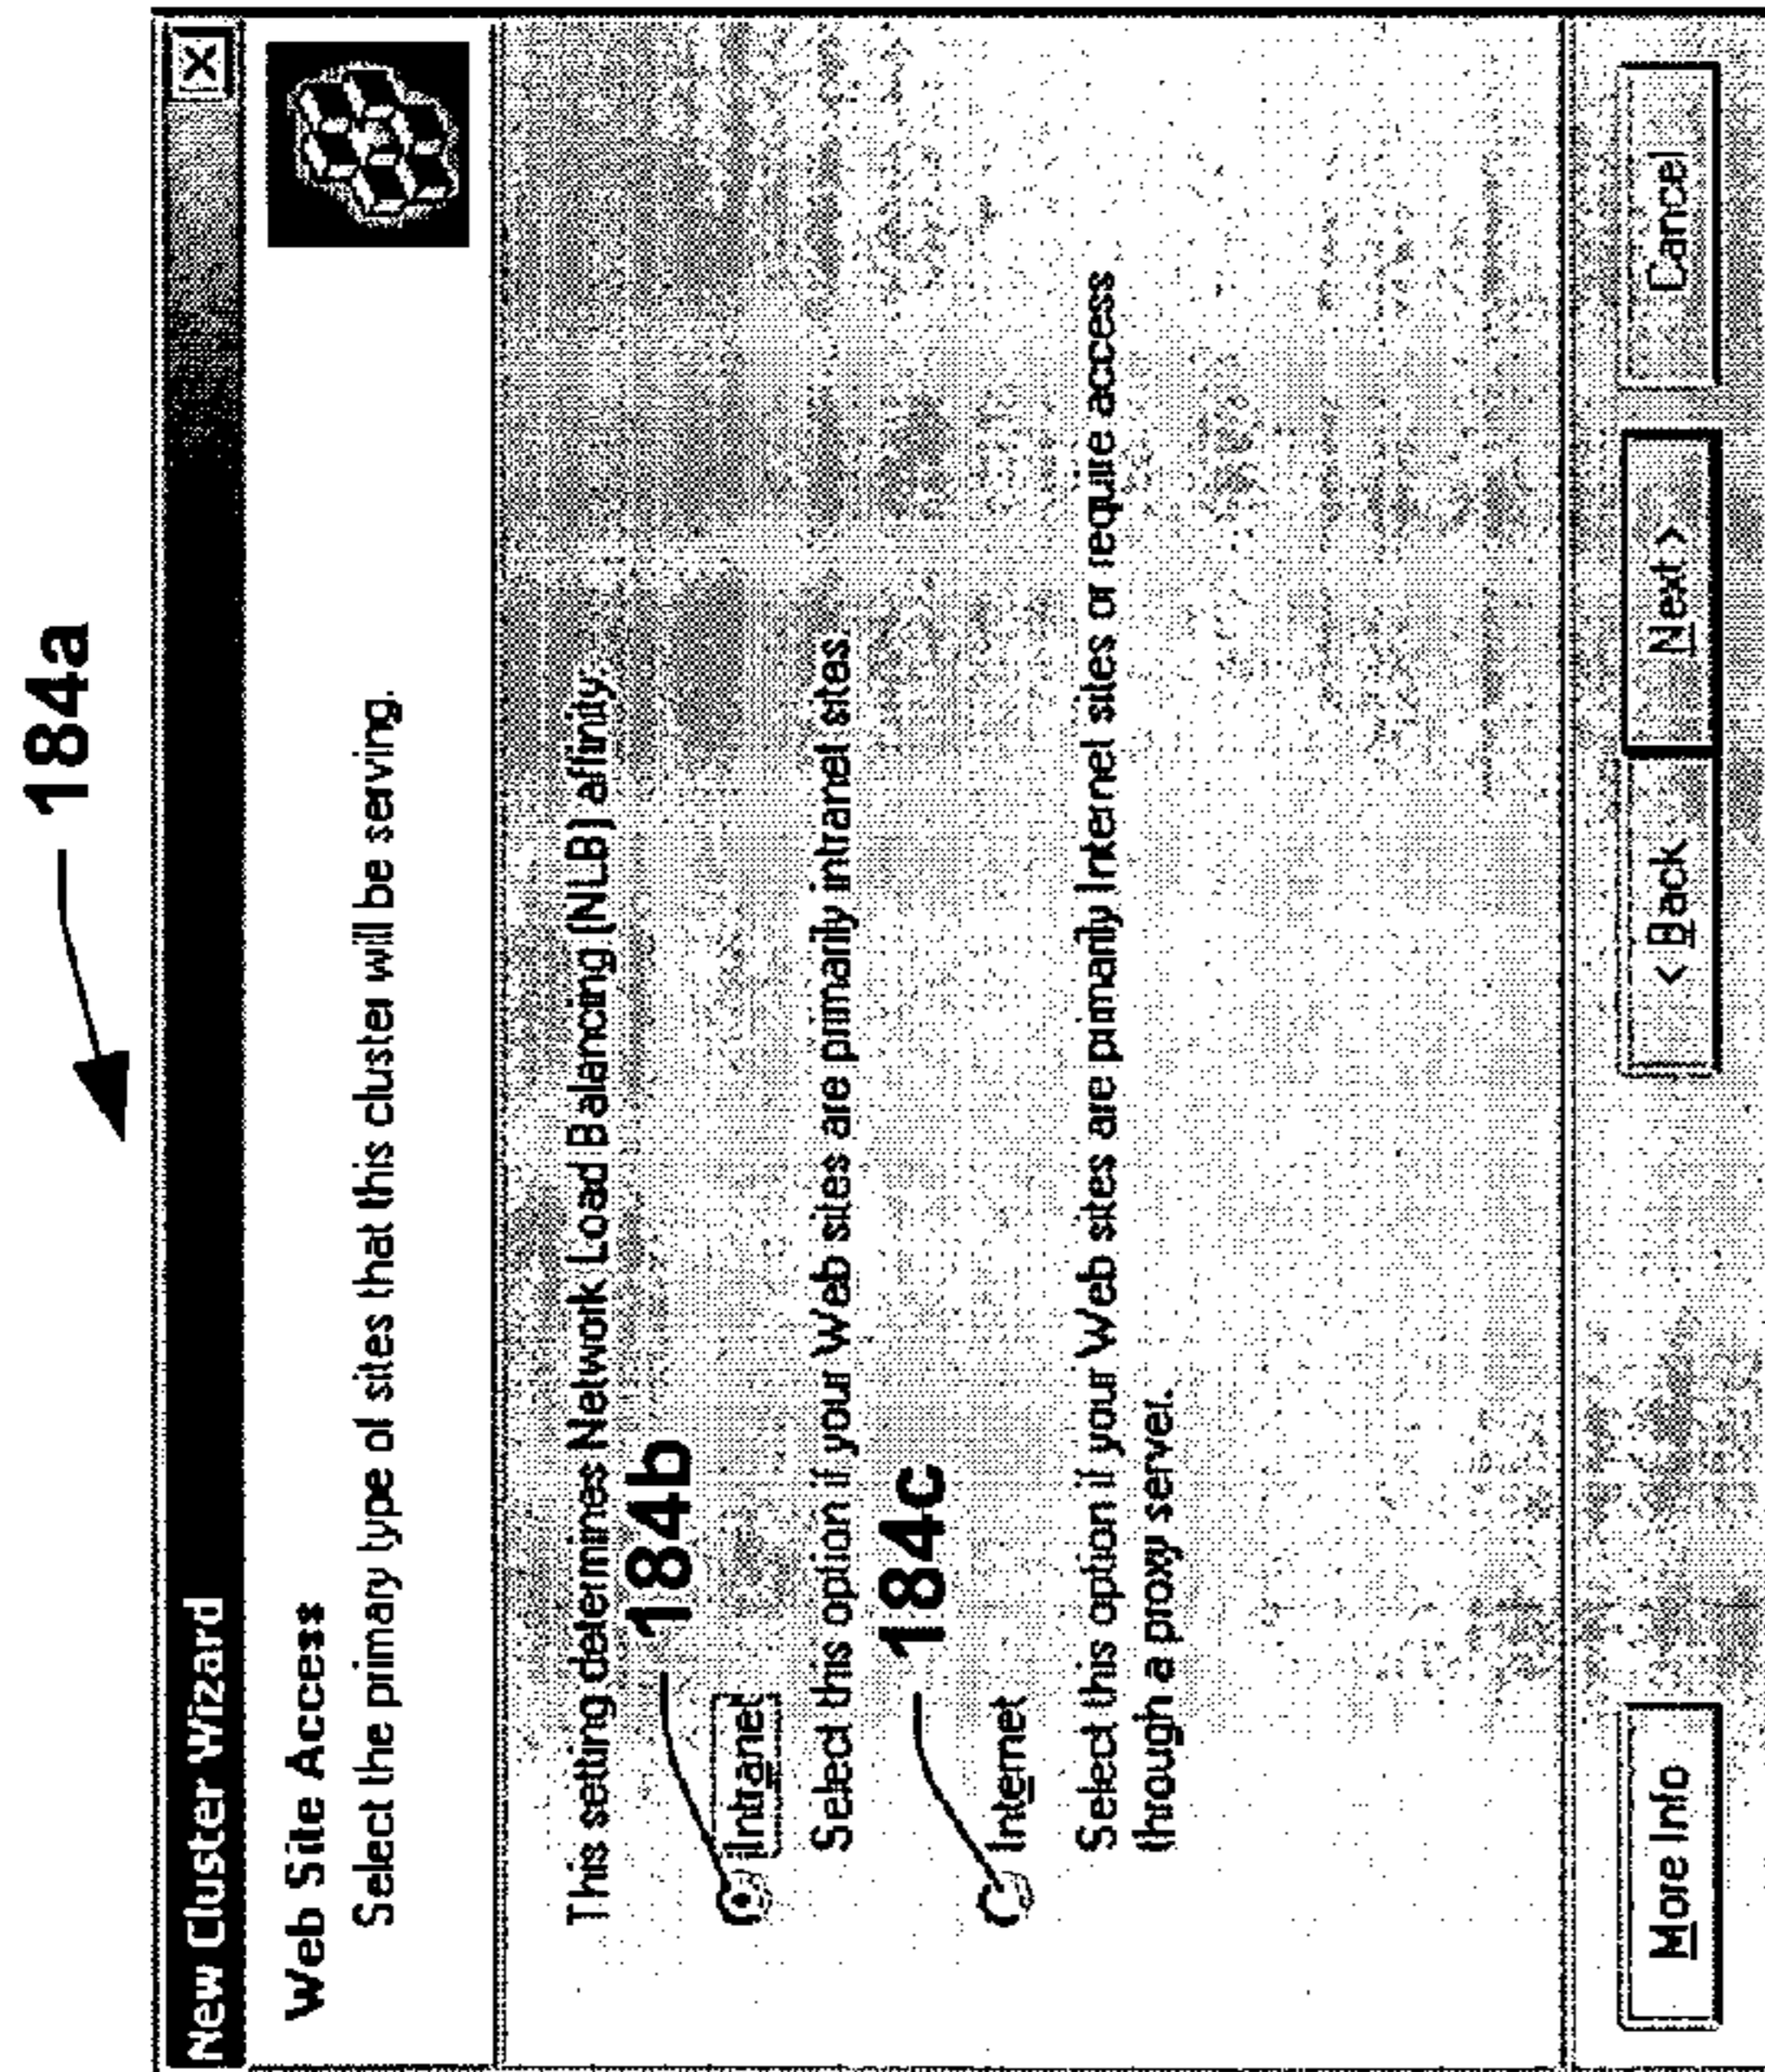 184a
New Cluster Wizard
Web Site Access
Select the primary type of sites that this cluster will be serving.
This setting determines Network Load Balancing (NLB) affinity.
184b
Intranet
Select this option if your Web sites are primarily intranet sites.
184c
Internet
Select this option if your Web sites are primarily Internet sites or require access
through a proxy server.
More Info
< Back
Next >
Cancel